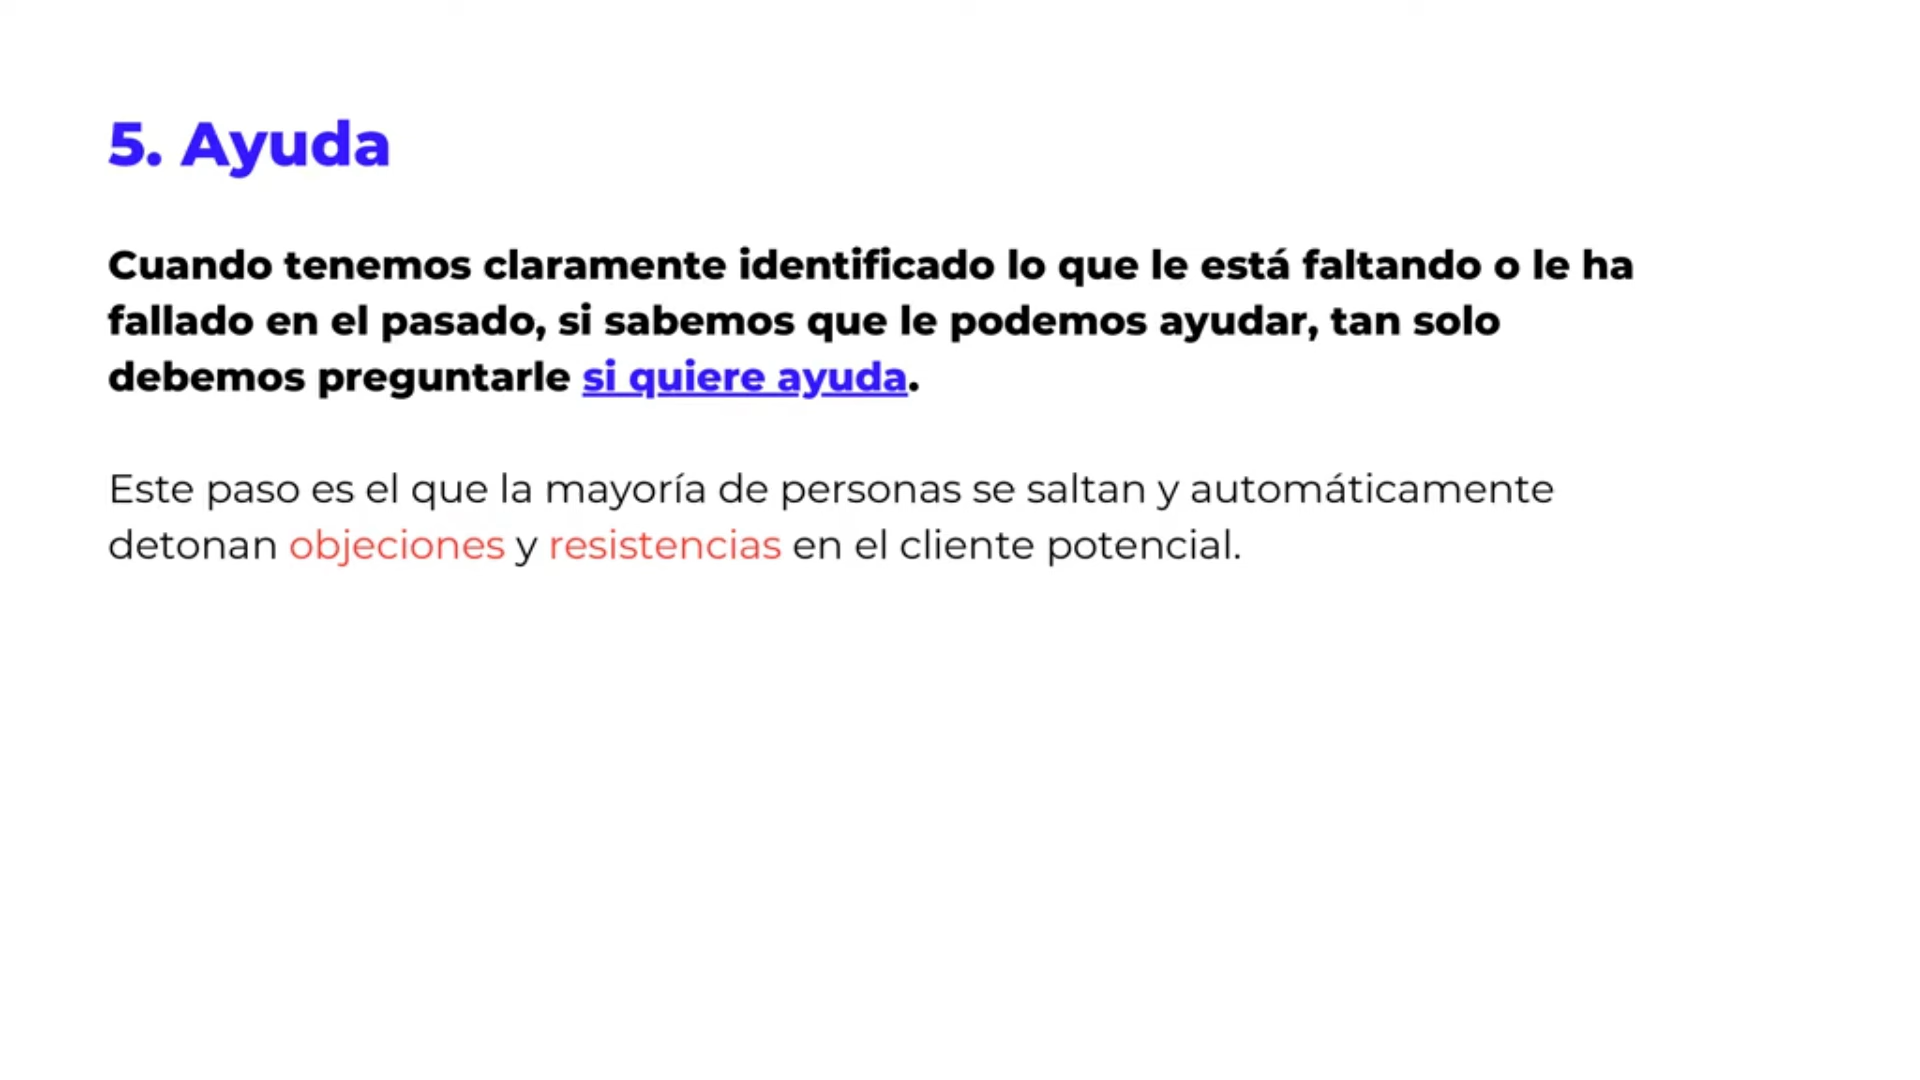 5. Ayuda
Cuando tenemos claramente identificado lo que le está faltando o le ha
fallado en el pasado, si sabemos que le podemos ayudar, tan solo
debemos preguntarle si quiere ayuda.
Este paso es el que la mayoría de personas se saltan y automáticamente
detonan objeciones y resistencias en el cliente potencial.